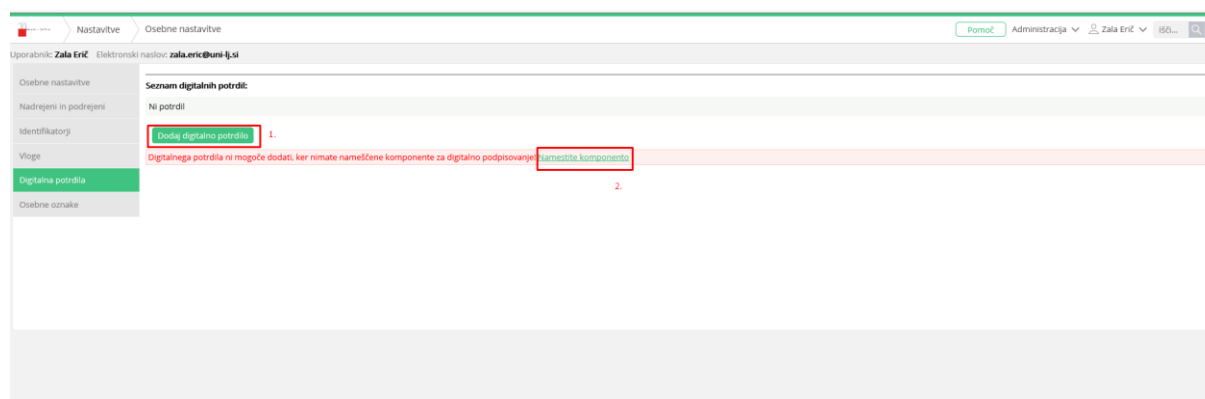 Nastavitve
Osebne nastavitve
Pomoč
Administracija
Zala Erič
Išči...
Uporabnik: Zala Erič Elektronski naslov: zala.eric@uni-lj.si
Osebne nastavitve
Nadrejeni in podrejeni
Identifikatorji
Vloge
Digitalna potrdila
Osebne oznake
Seznam digitalnih potrdil:
Ni potrdil
Dodaj digitalno potrdilo
1.
Digitalnega potrdila ni mogoče dodati, ker nimate nameščene komponente za digitalno podpisovanje! Namestite komponento
2.